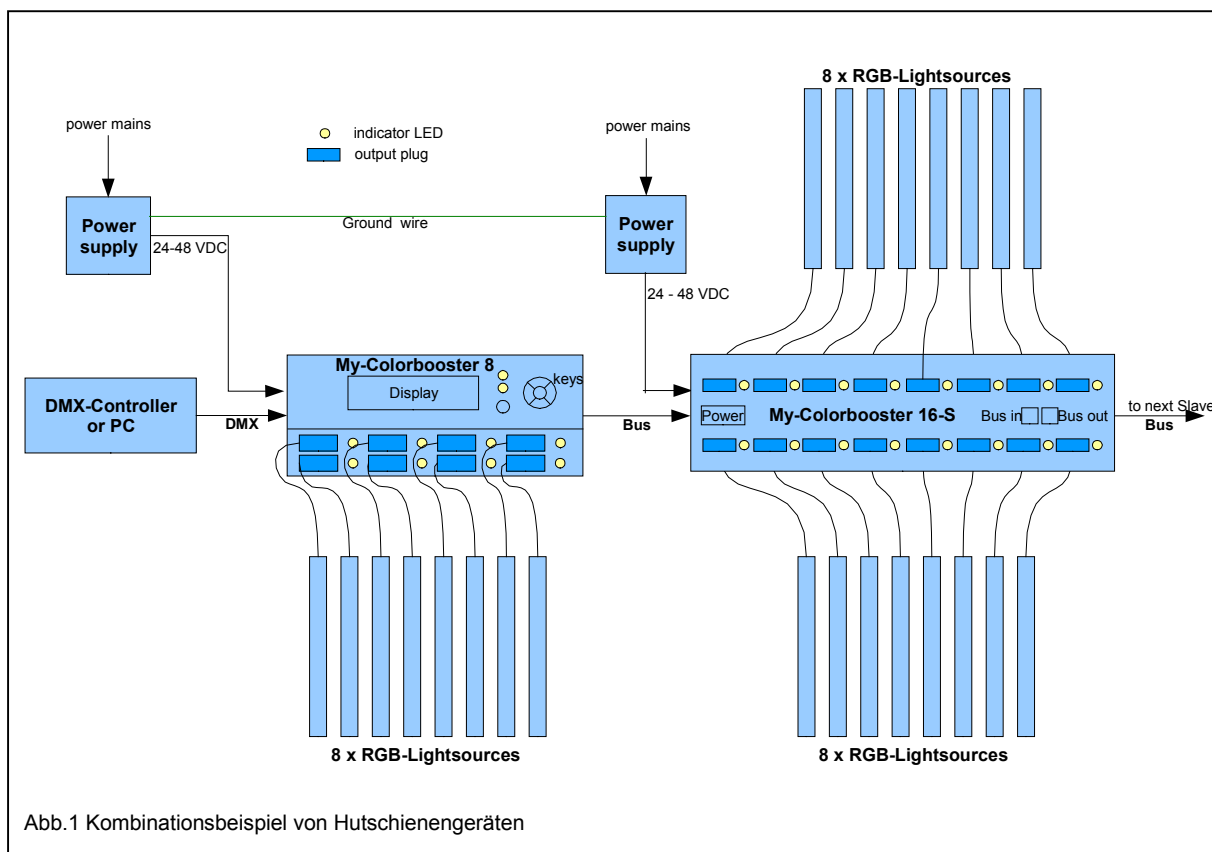 8 x RGB-Lightsources
power mains
indicator LED
output plug
power mains
Power
supply
Ground wire
Power
supply
24-48 VDC
24 - 48 VDC
My-Colorbooster 8
Display
keys
DMX-Controller
or PC
DMX
Bus
Power
My-Colorbooster 16-S
Bus in
Bus out
to next Slave
Bus
8 x RGB-Lightsources
8 x RGB-Lightsources
Abb.1 Kombinationsbeispiel von Hutschienengeräten